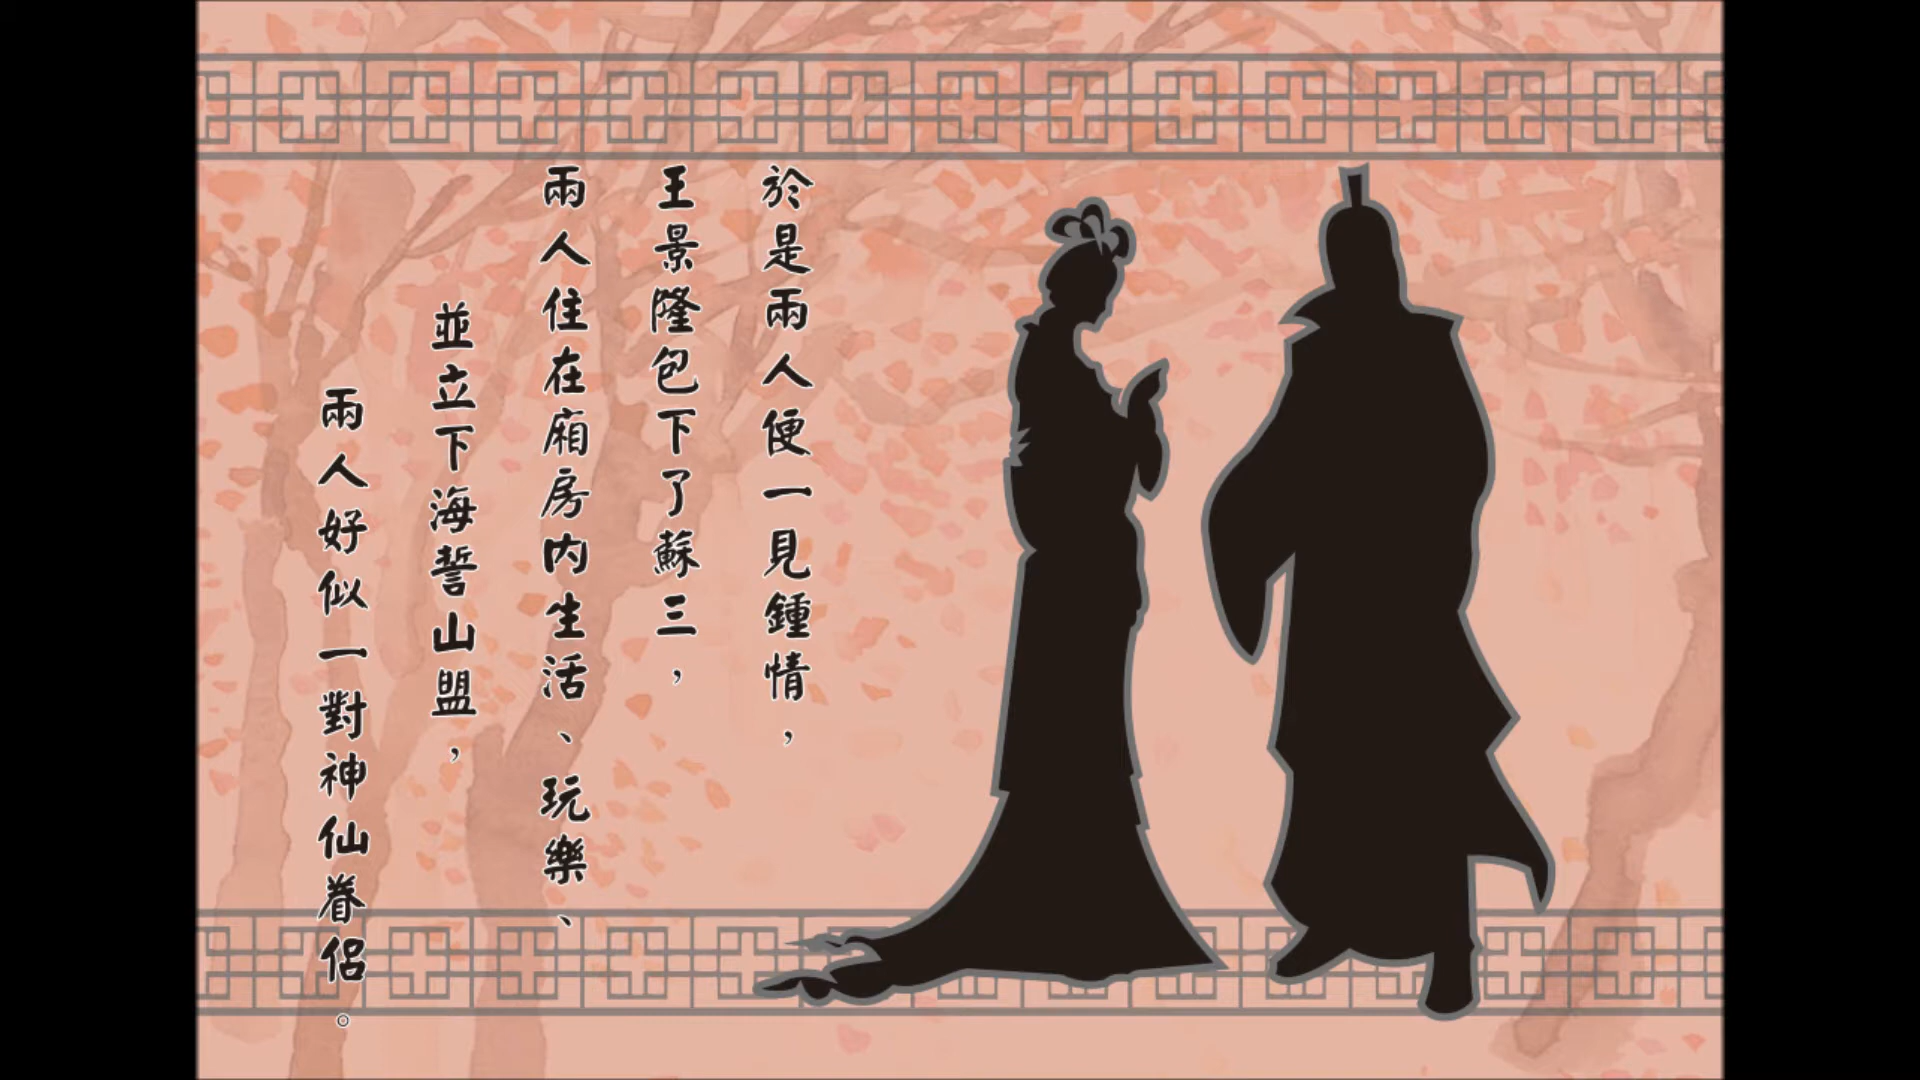 於是兩人便一見鍾情，
王景隆包下了蘇三，
兩人住在廂房內生活、玩樂、
並立下海誓山盟，
兩人好似一對神仙眷侶。